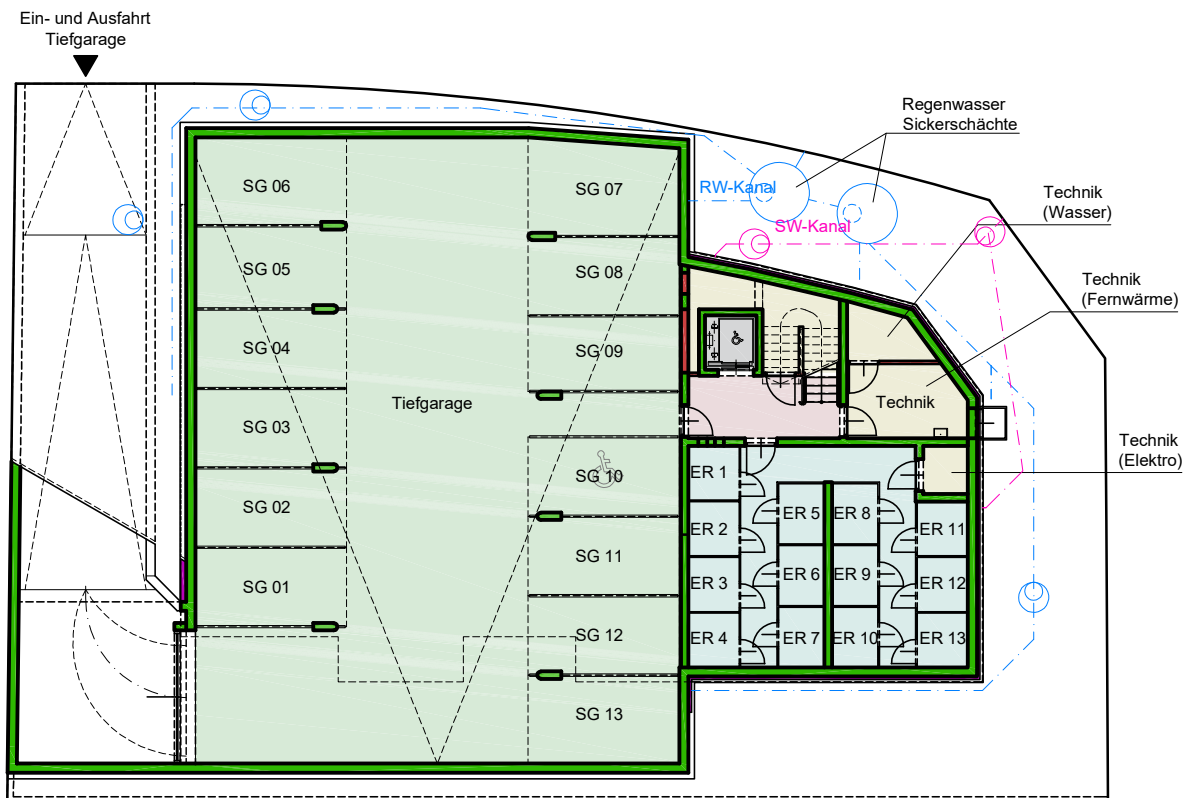 Ein- und Ausfahrt
Tiefgarage
Regenwasser
Sickerschächte
RW-Kanal
SW-Kanal
Technik
(Wasser)
Technik
(Fernwärme)
Technik
(Elektro)
SG 06
SG 05
SG 04
SG 03
SG 02
SG 01
Tiefgarage
SG 07
SG 08
SG 09
SG 10
SG 11
SG 12
SG 13
Technik
ER 1
ER 2
ER 3
ER 4
ER 5
ER 6
ER 7
ER 8
ER 9
ER 10
ER 11
ER 12
ER 13